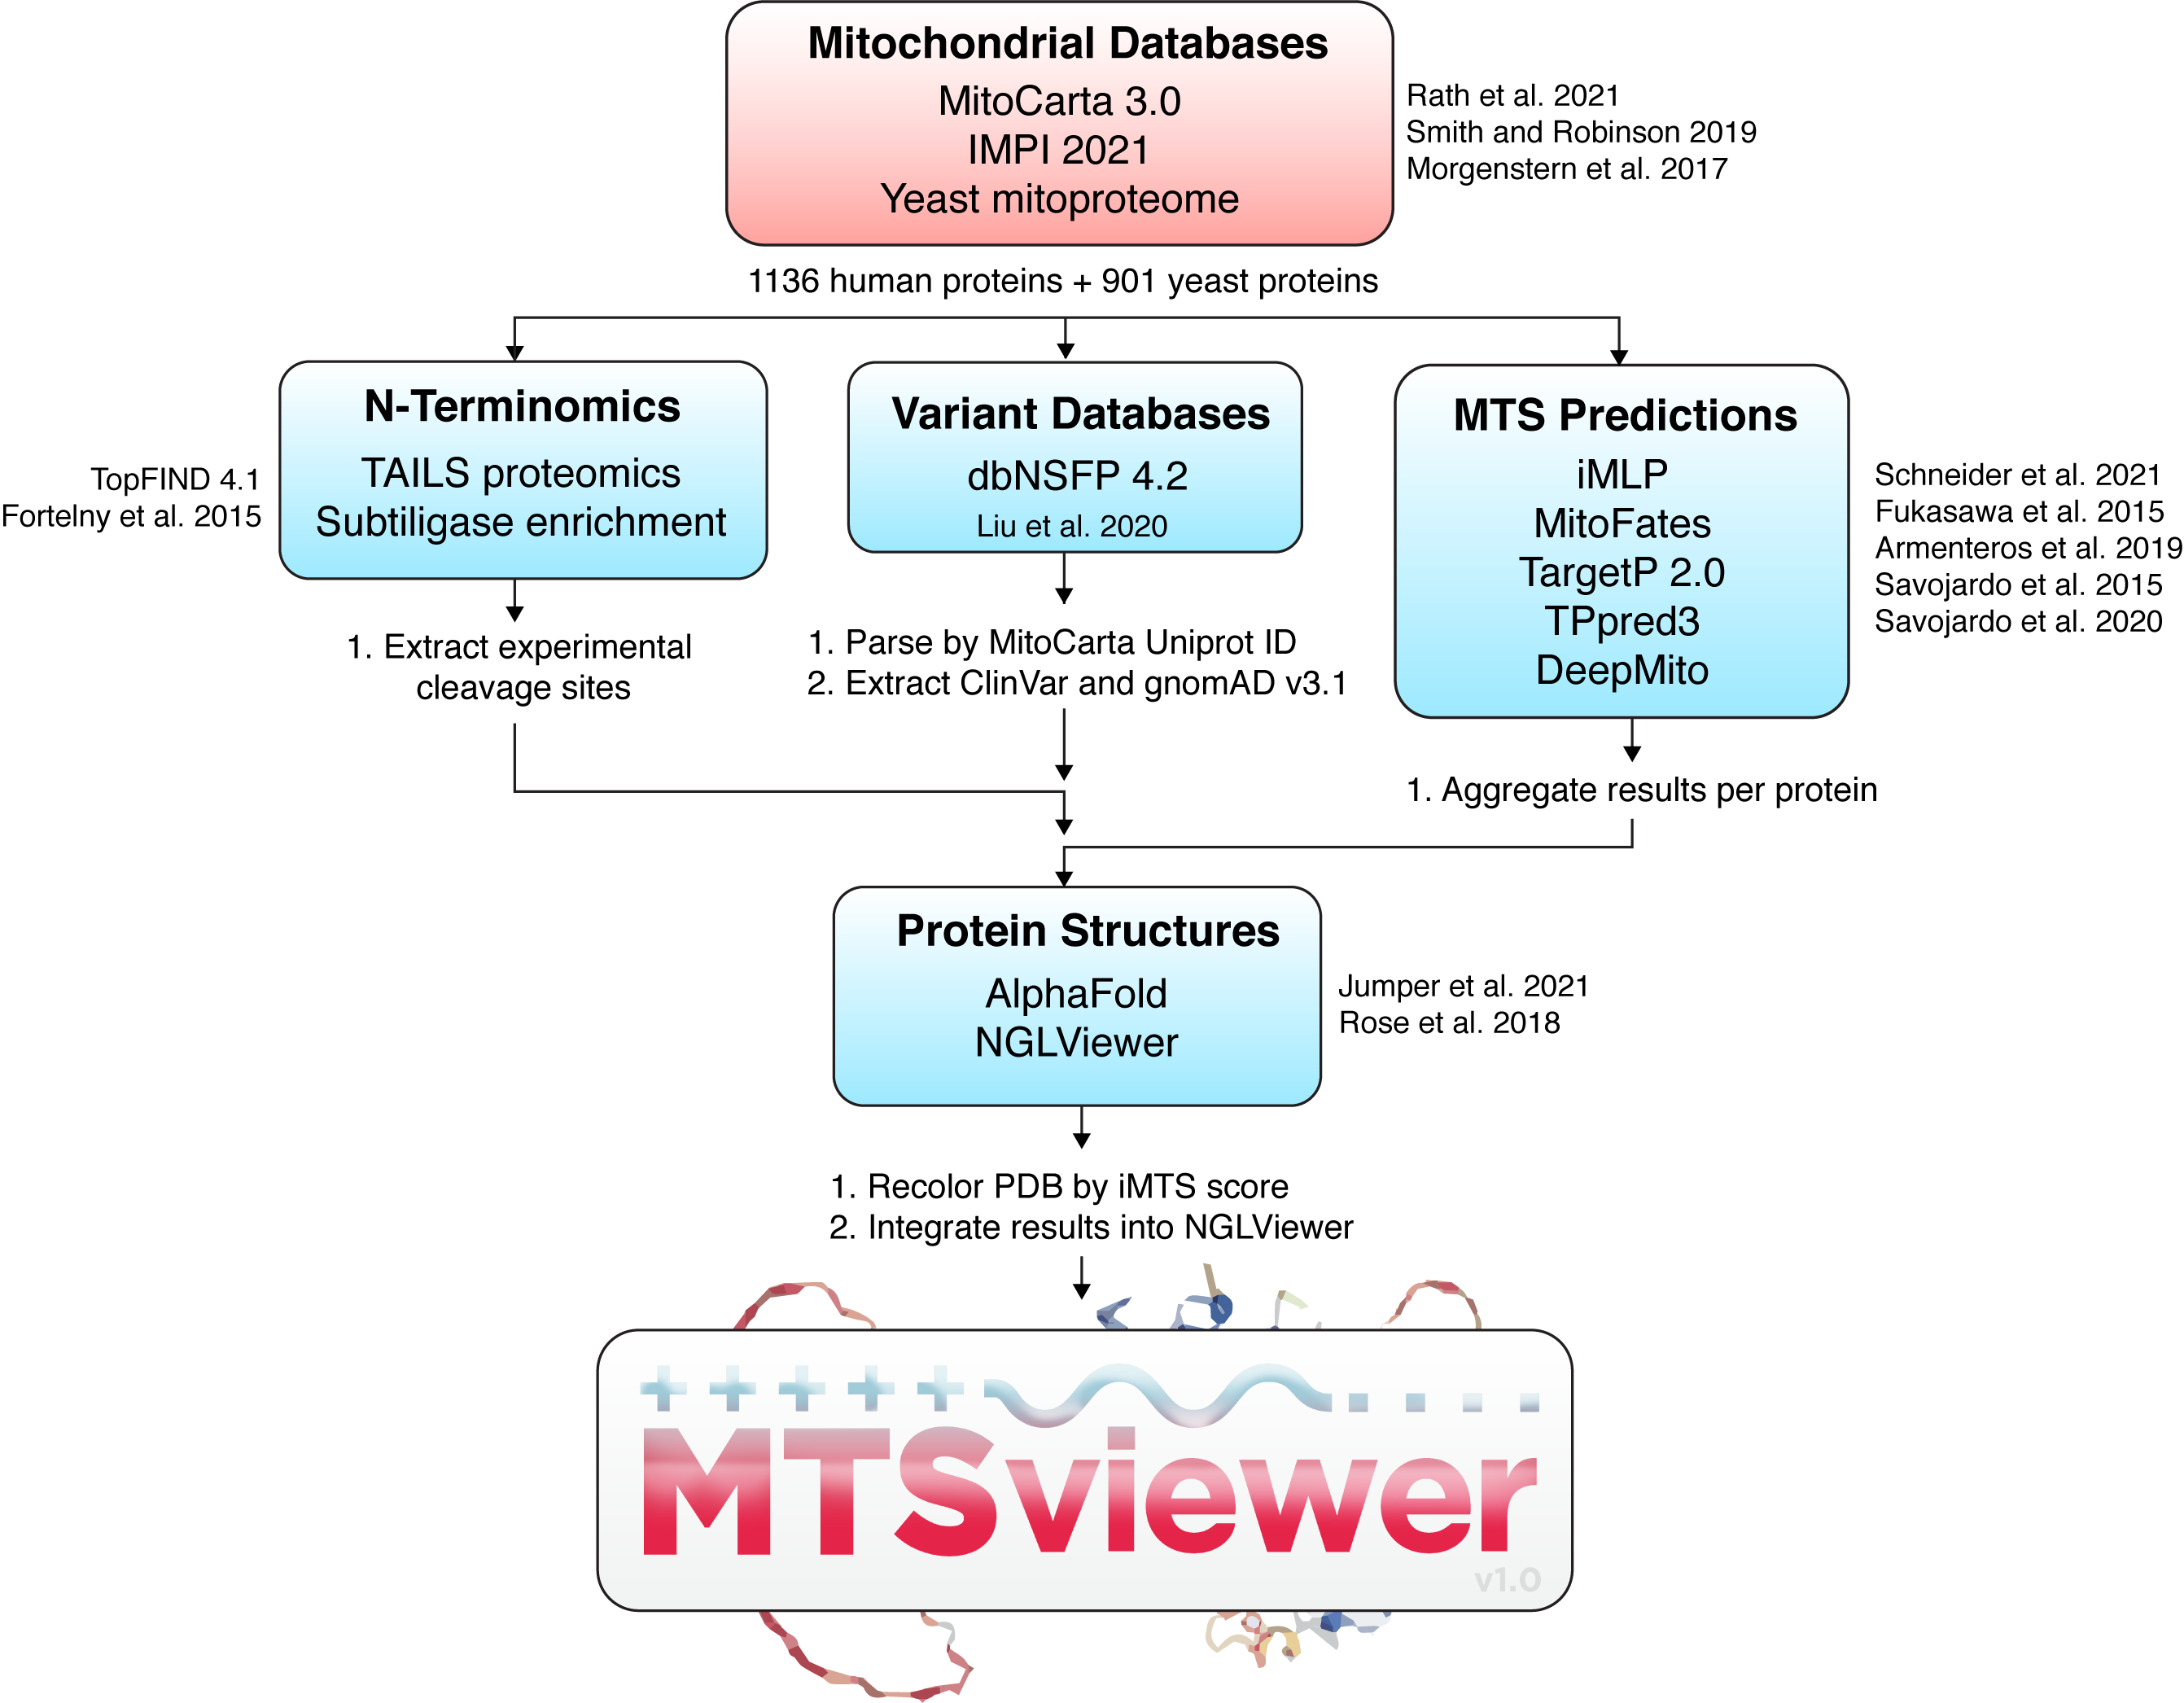 Mitochondrial Databases
MitoCarta 3.0
IMPI 2021
Yeast mitoproteome
Rath et al. 2021
Smith and Robinson 2019
Morgenstern et al. 2017
1136 human proteins + 901 yeast proteins
N-Terminomics
TAILS proteomics
Subtiligase enrichment
TopFIND 4.1
Fortelny et al. 2015
1. Extract experimental
cleavage sites
Variant Databases
dbNSFP 4.2
Liu et al. 2020
1. Parse by MitoCarta Uniprot ID
2. Extract ClinVar and gnomAD v3.1
MTS Predictions
iMLP
MitoFates
TargetP 2.0
TPpred3
DeepMito
Schneider et al. 2021
Fukasawa et al. 2015
Armenteros et al. 2019
Savojardo et al. 2015
Savojardo et al. 2020
1. Aggregate results per protein
Protein Structures
AlphaFold
NGLViewer
Jumper et al. 2021
Rose et al. 2018
1. Recolor PDB by iMTS score
2. Integrate results into NGLViewer
+ + + + +
MTSviewer
v1.0